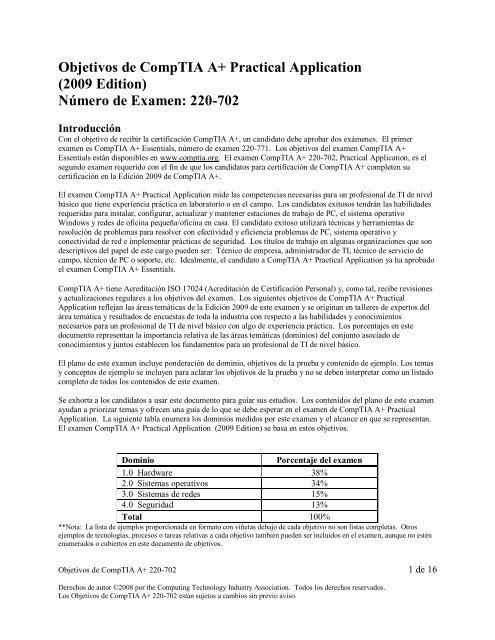 Objetivos de CompTIA A+ Practical Application
(2009 Edition)
Número de Examen: 220-702
Introducción
Con el objetivo de recibir la certificación CompTIA A+, un candidato debe aprobar dos exámenes. El primer
examen es CompTIA A+ Essentials, número de examen 220-771. Los objetivos del examen CompTIA A+
Essentials están disponibles en www.comptia.org. El examen CompTIA A+ 220-702, Practical Application, es el
segundo examen requerido con el fin de que los candidatos para certificación de CompTIA A+ completen su
certificación en la Edición 2009 de CompTIA A+.
El examen CompTIA A+ Practical Application mide las competencias necesarias para un profesional de TI de nivel
básico que tiene experiencia práctica en laboratorio o en el campo. Los candidatos exitosos tendrán las habilidades
requeridas para instalar, configurar, actualizar y mantener estaciones de trabajo de PC, el sistema operativo
Windows y redes de oficina pequeña/oficina en casa. El candidato exitoso utilizará técnicas y herramientas de
resolución de problemas para resolver con efectividad y eficiencia problemas de PC, sistema operativo y
conectividad de red e implementar prácticas de seguridad. Los títulos de trabajo en algunas organizaciones que son
descriptivos del papel de este cargo pueden ser: Técnico de empresa, administrador de TI, técnico de servicio de
campo, técnico de PC o soporte, etc. Idealmente, el candidato a CompTIA A+ Practical Application ya ha aprobado
el examen CompTIA A+ Essentials.
CompTIA A+ tiene Acreditación ISO 17024 (Acreditación de Certificación Personal) y, como tal, recibe revisiones
y actualizaciones regulares a los objetivos del examen. Los siguientes objetivos de CompTIA A+ Practical
Application reflejan las áreas temáticas de la Edición 2009 de este examen y se originan en talleres de expertos del
área temática y resultados de encuestas de toda la industria con respecto a las habilidades y conocimientos
necesarios para un profesional de TI de nivel básico con algo de experiencia práctica. Los porcentajes en este
documento representan la importancia relativa de las áreas temáticas (dominios) del conjunto asociado de
conocimientos y juntos establecen los fundamentos para un profesional de TI de nivel básico.
El plano de este examen incluye ponderación de dominio, objetivos de la prueba y contenido de ejemplo. Los temas
y conceptos de ejemplo se incluyen para aclarar los objetivos de la prueba y no se deben interpretar como un listado
completo de todos los contenidos de este examen.
Se exhorta a los candidatos a usar este documento para guiar sus estudios. Los contenidos del plano de este examen
ayudan a priorizar temas y ofrecen una guía de lo que se debe esperar en el examen de CompTIA A+ Practical
Application. La siguiente tabla enumera los dominios medidos por este examen y el alcance en que se representan.
El examen CompTIA A+ Practical Application (2009 Edition) se basa en estos objetivos.
Dominio Porcentaje del examen
1.0 Hardware 38%
2.0 Sistemas operativos 34%
3.0 Sistemas de redes 15%
4.0 Seguridad 13%
Total 100%
**Nota: La lista de ejemplos proporcionada en formato con viñetas debajo de cada objetivo no son listas completas. Otros
ejemplos de tecnologías, procesos o tareas relativas a cada objetivo también pueden ser incluidos en el examen, aunque no estén
enumerados o cubiertos en este documento de objetivos.
Objetivos de CompTIA A+ 220-702 1 de 16
Derechos de autor ©2008 por the Computing Technology Industry Association. Todos los derechos reservados.
Los Objetivos de CompTIA A+ 220-702 están sujetos a cambios sin previo aviso.